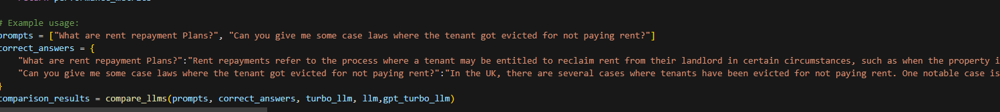 return performance_metrics
# Example usage:
prompts = ["What are rent repayment Plans?", "Can you give me some case laws where the tenant got evicted for not paying rent?"]
correct_answers = {
"What are rent repayment Plans?":"Rent repayments refer to the process where a tenant may be entitled to reclaim rent from their landlord in certain circumstances, such as when the property i
"Can you give me some case laws where the tenant got evicted for not paying rent?":"In the UK, there are several cases where tenants have been evicted for not paying rent. One notable case is
}
comparison_results = compare_llms(prompts, correct_answers, turbo_llm, llm,gpt_turbo_llm)